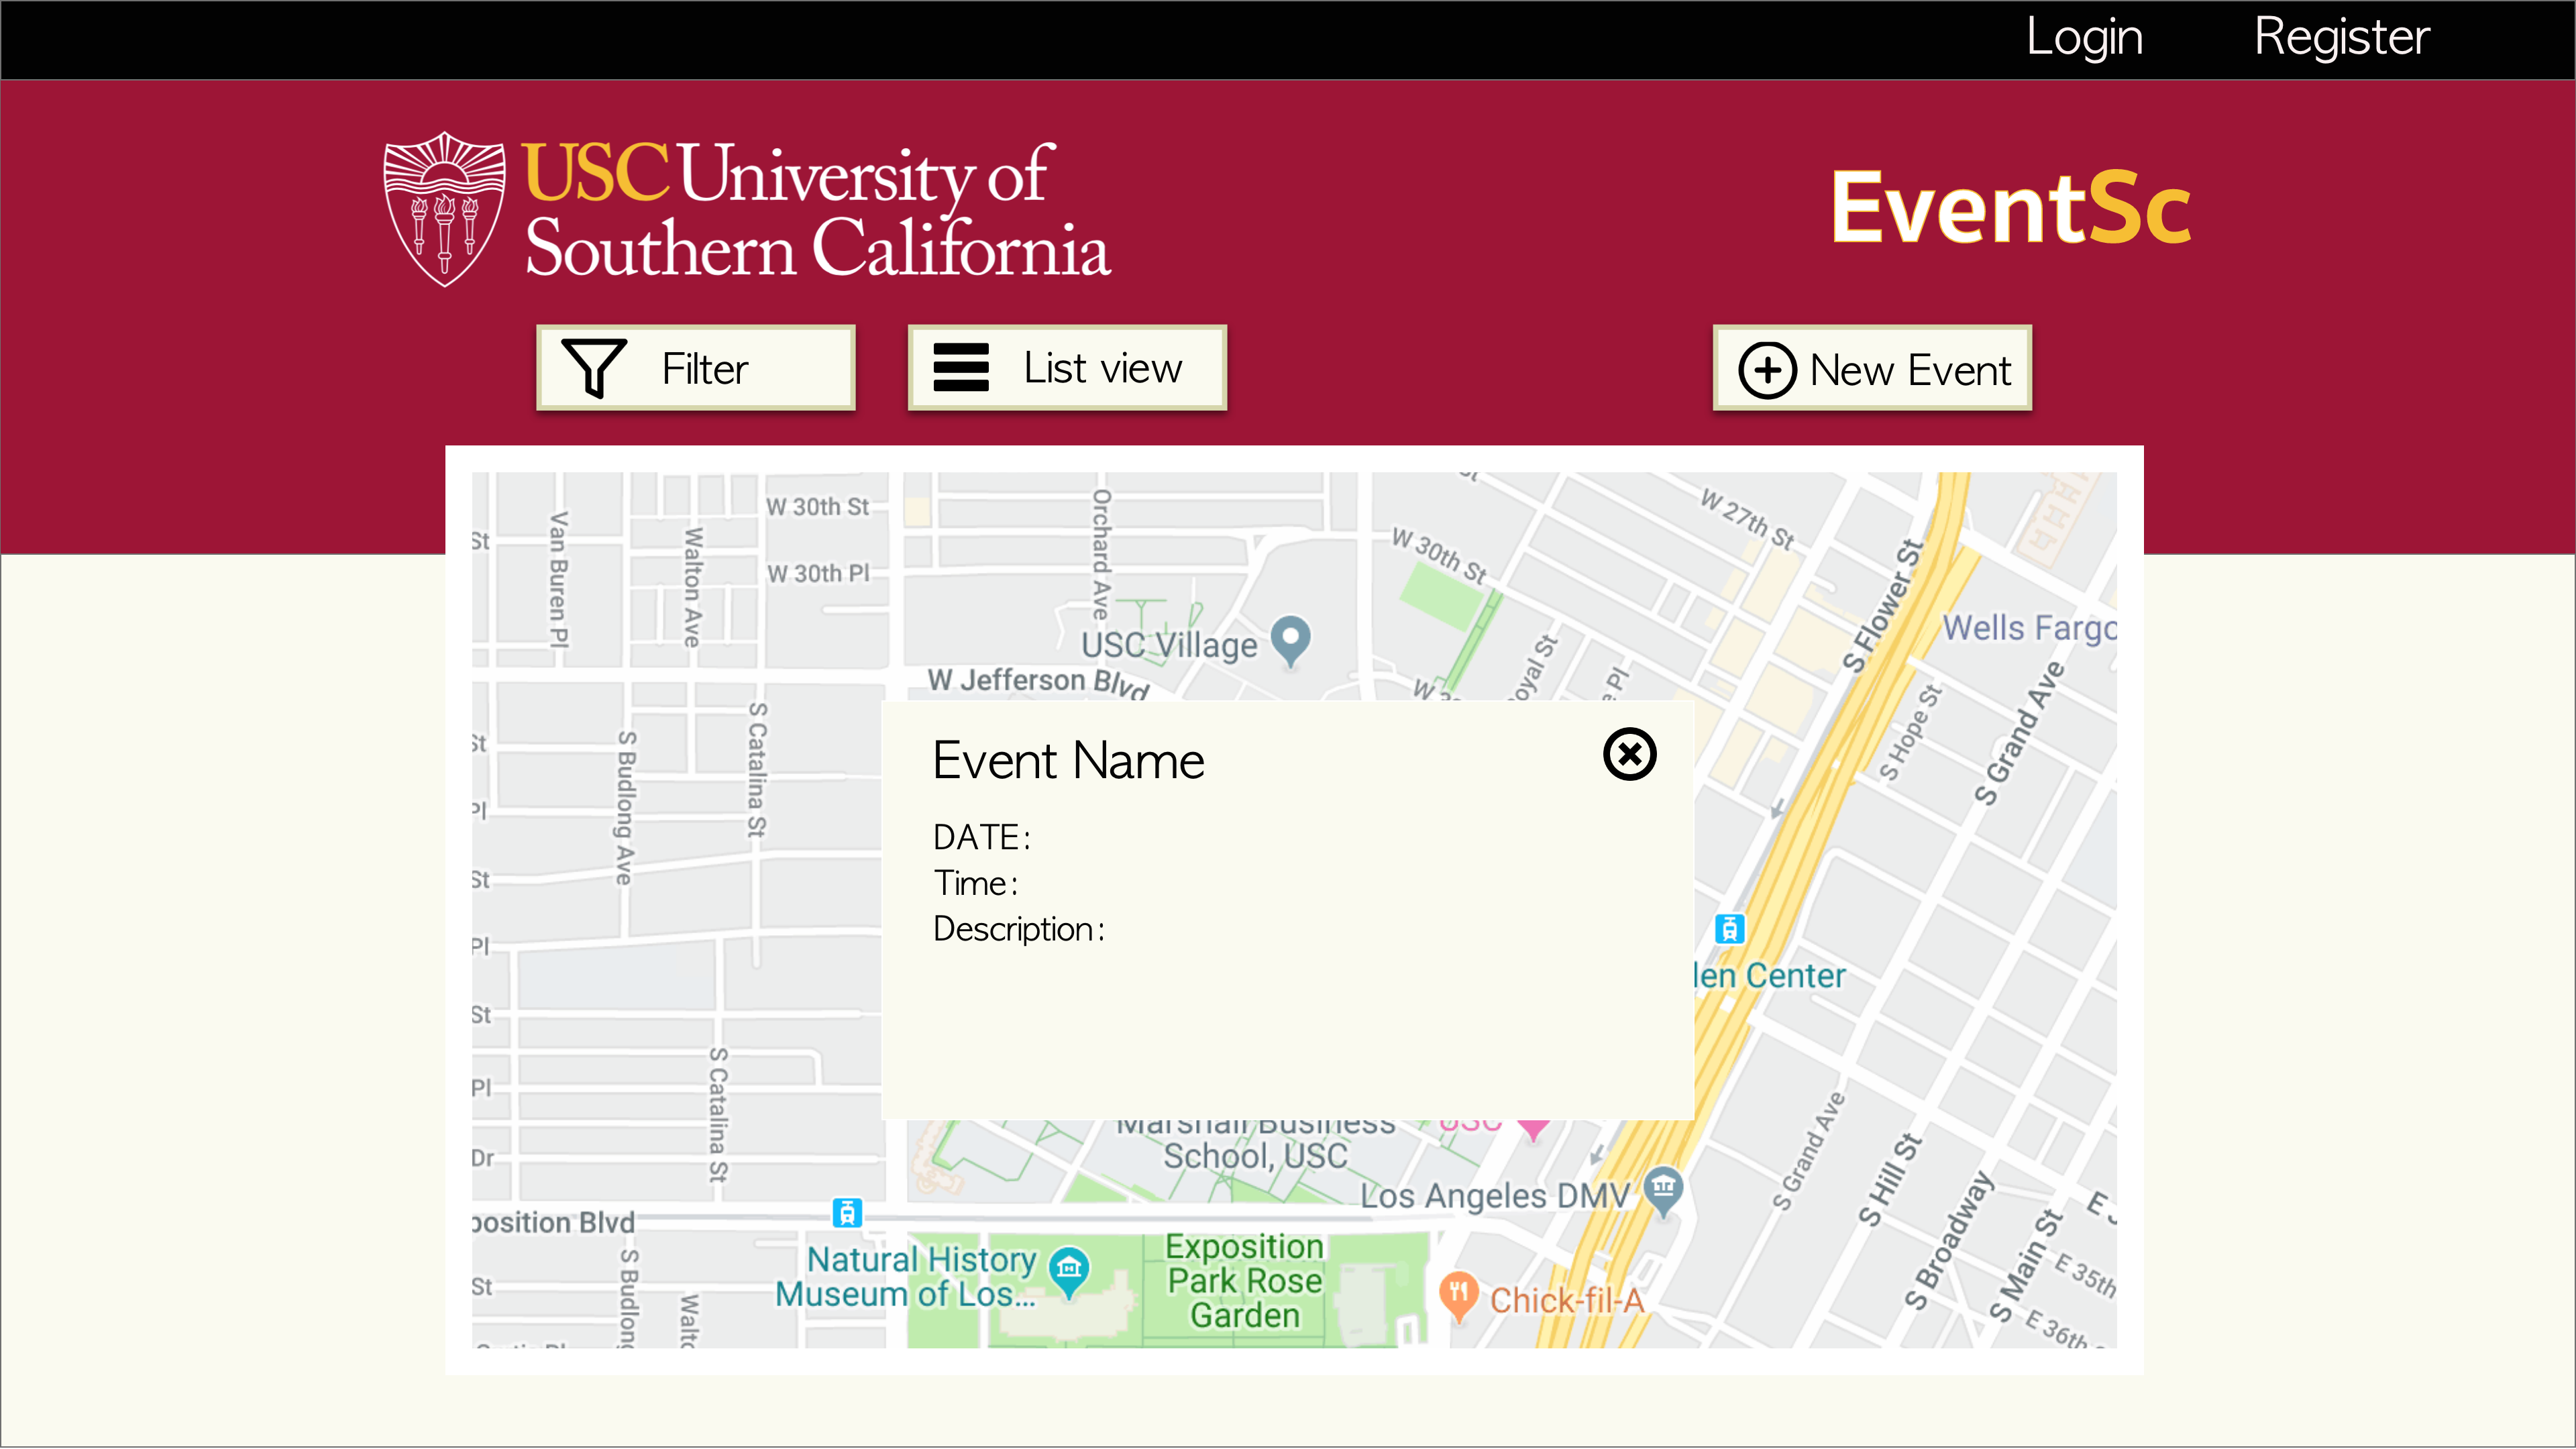 Login
Register
USC University of
Southern California
EventSc
Filter
List view
New Event
W 30th St
Orchard Ave
W 27th St
Van Buren Pl
Walton Ave
W 30th St
St
W 30th Pl
S Flower St
Wells Fargo
USC Village
W Jefferson Blvd
S Hope St
S Grand Ave
S Catalina St
S Budlong Ave
St
Pl
St
Pl
St
Pl
Dr
Event Name
DATE:
Time:
Description:
len Center
S Catalina St
Marshall Business
School, USC
USC
Los Angeles DMV
S Grand Ave
S Hill St
S Broadway
S Main St
position Blvd
Natural History
Museum of Los...
Exposition
Park Rose
Garden
Chick-fil-A
St
S Budlong
Walto
E 35th
E 36th